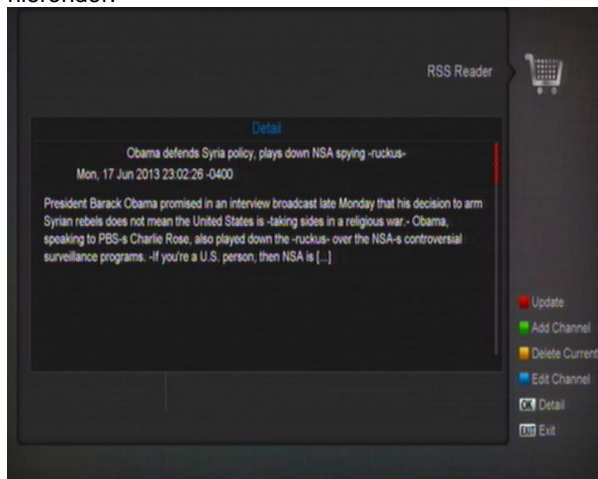 RSS Reader
Detail
Obama defends Syria policy, plays down NSA spying -ruckus-
Mon, 17 Jun 2013 23:02:26 -0400
President Barack Obama promised in an interview broadcast late Monday that his decision to arm
Syrian rebels does not mean the United States is -taking sides in a religious war.- Obama,
speaking to PBS-s Charlie Rose, also played down the -ruckus- over the NSA-s controversial
surveillance programs. -If you're a U.S. person, then NSA is [...]
Update
Add Channel
Delete Current
Edit Channel
OK Detail
EXIT Exit